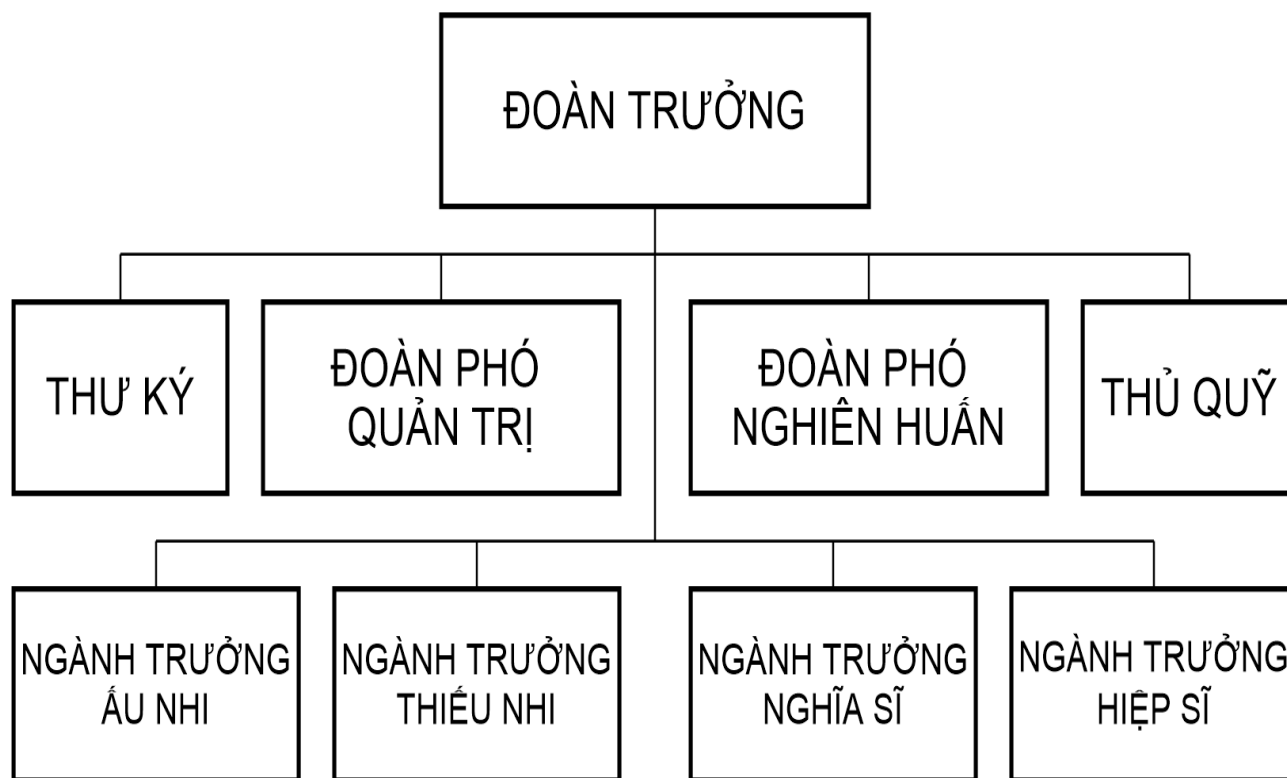 ĐOÀN TRƯỞNG
THƯ KÝ
ĐOÀN PHÓ
QUẢN TRỊ
ĐOÀN PHÓ
NGHIÊN HUẤN
THỦ QUỸ
NGÀNH TRƯỞNG
ẤU NHI
NGÀNH TRƯỞNG
THIẾU NHI
NGÀNH TRƯỞNG
NGHĨA SĨ
NGÀNH TRƯỞNG
HIỆP SĨ